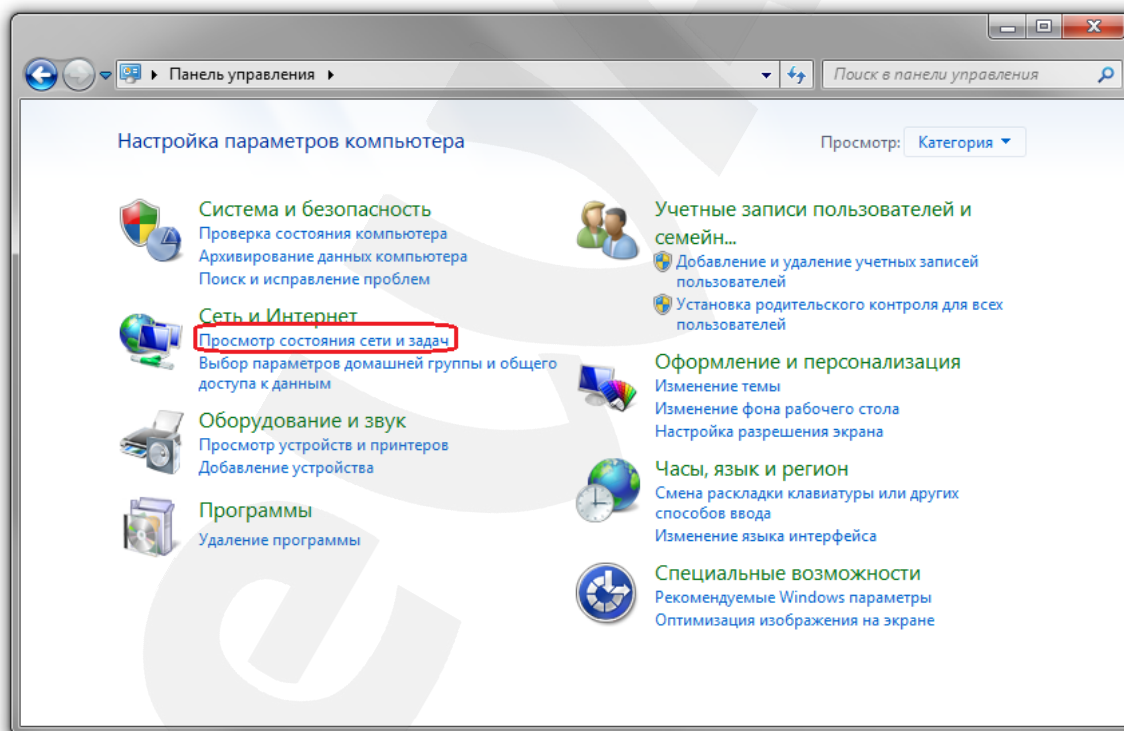 Панель управления
Поиск в панели управления
Настройка параметров компьютера
Просмотр: Категория
Система и безопасность
Проверка состояния компьютера
Архивирование данных компьютера
Поиск и исправление проблем
Сеть и Интернет
Просмотр состояния сети и задач
Выбор параметров домашней группы и общего
доступа к данным
Оборудование и звук
Просмотр устройств и принтеров
Добавление устройства
Программы
Удаление программы
Учетные записи пользователей и
семейн...
Добавление и удаление учетных записей
пользователей
Установка родительского контроля для всех
пользователей
Оформление и персонализация
Изменение темы
Изменение фона рабочего стола
Настройка разрешения экрана
Часы, язык и регион
Смена раскладки клавиатуры или других
способов ввода
Изменение языка интерфейса
Специальные возможности
Рекомендуемые Windows параметры
Оптимизация изображения на экране